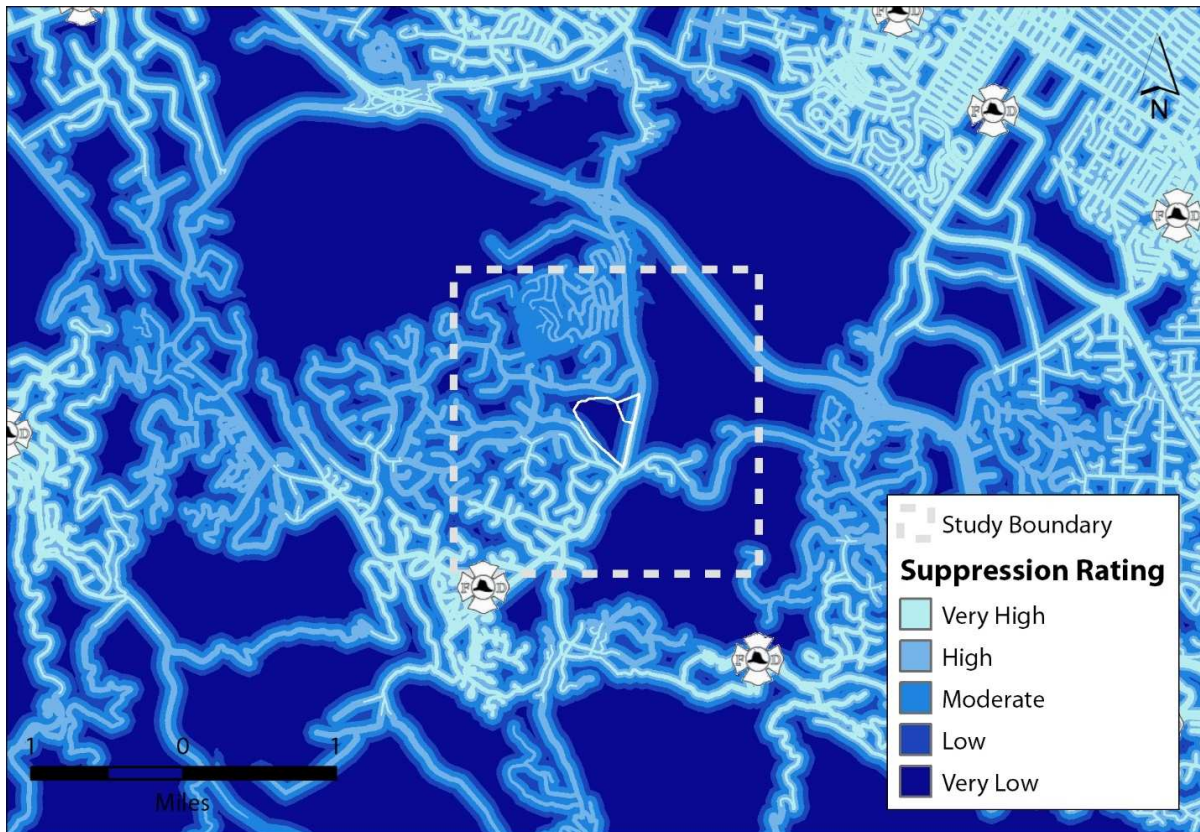 F D
F D
F D
N
F D
F D
F D
F D
Study Boundary
Suppression Rating
Very High
High
Moderate
Low
Very Low
1 0 1
Miles